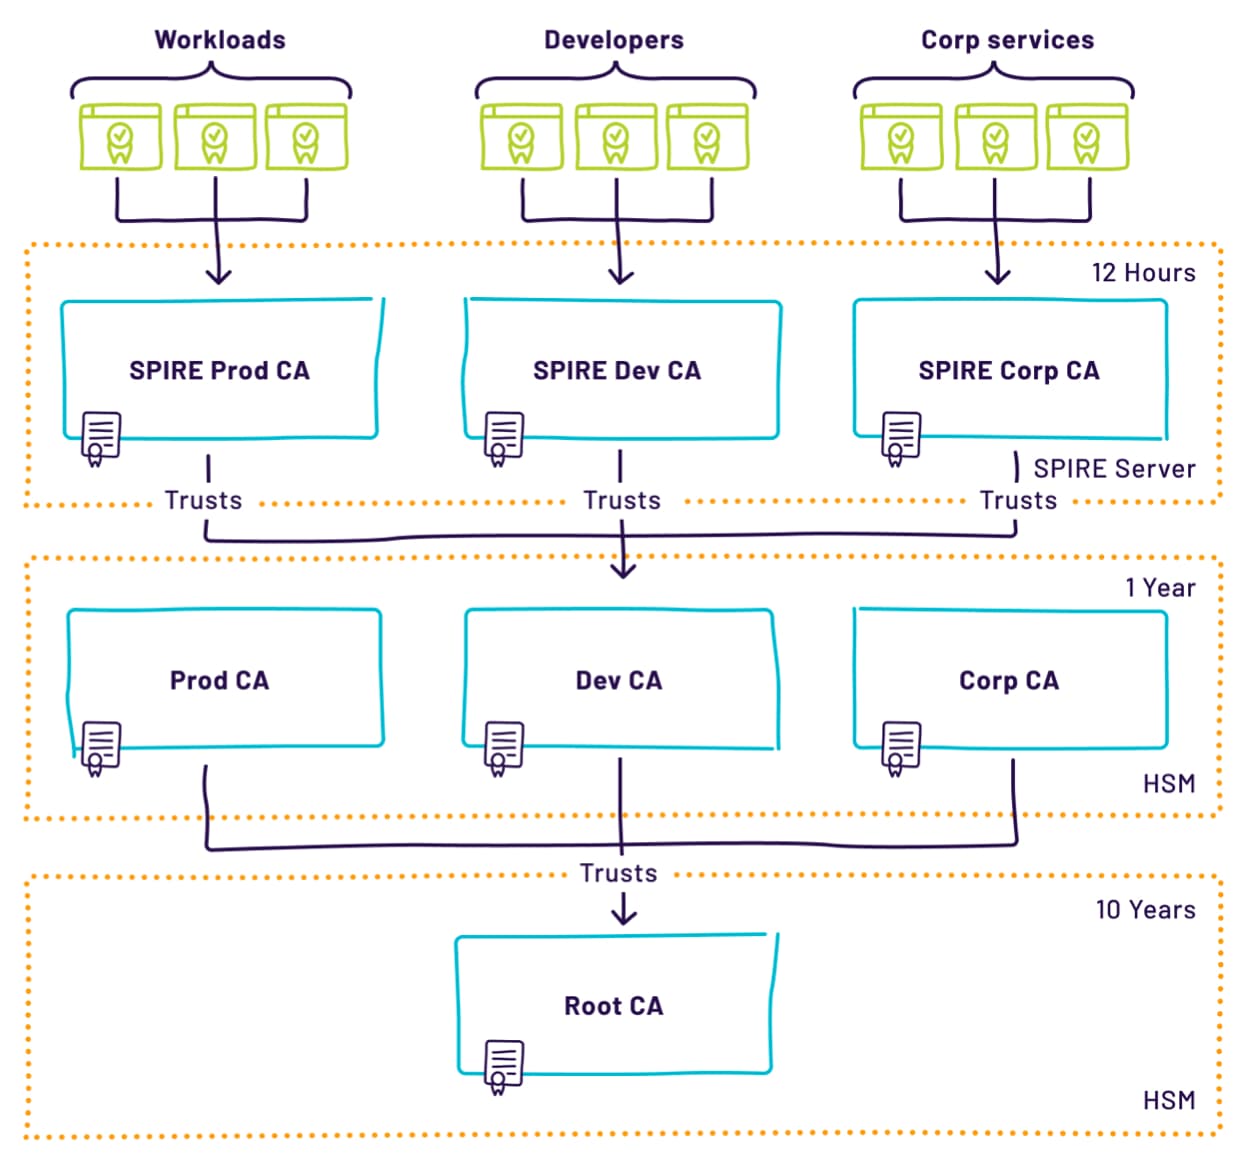 Workloads
Developers
Corp services
12 Hours
SPIRE Prod CA
SPIRE Dev CA
SPIRE Corp CA
SPIRE Server
Trusts
Trusts
Trusts
1 Year
Prod CA
Dev CA
Corp CA
HSM
Trusts
10 Years
Root CA
HSM